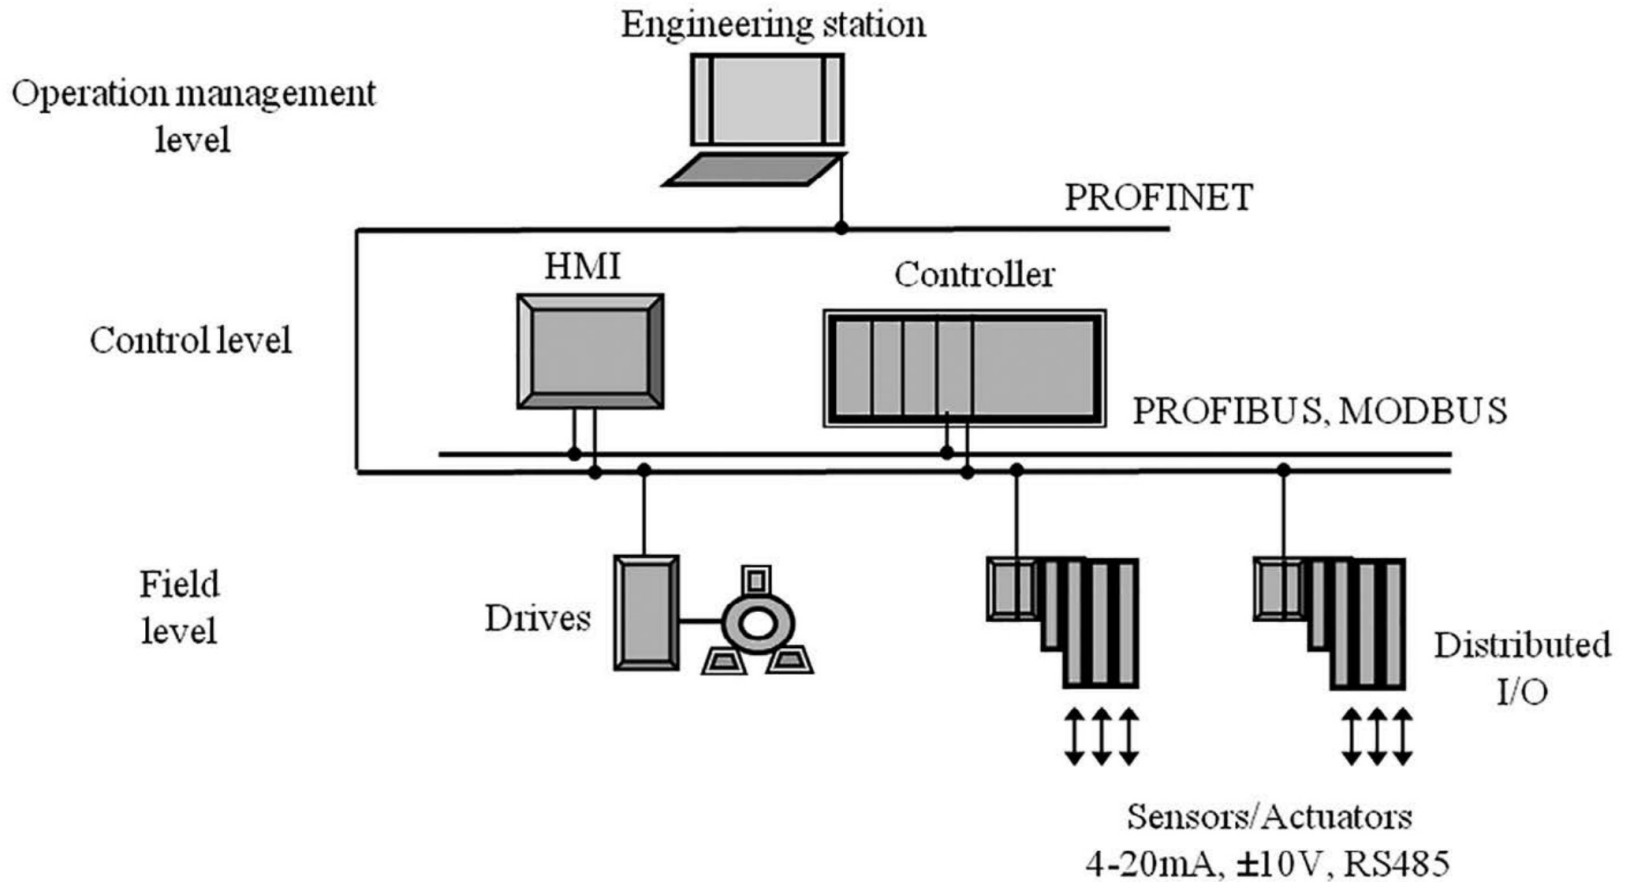 Engineering station
Operation management
level
PROFINET
HMI
Controller
Control level
PROFIBUS, MODBUS
Field
level
Drives
Distributed
I/O
Sensors/Actuators
4-20mA, ±10V, RS485